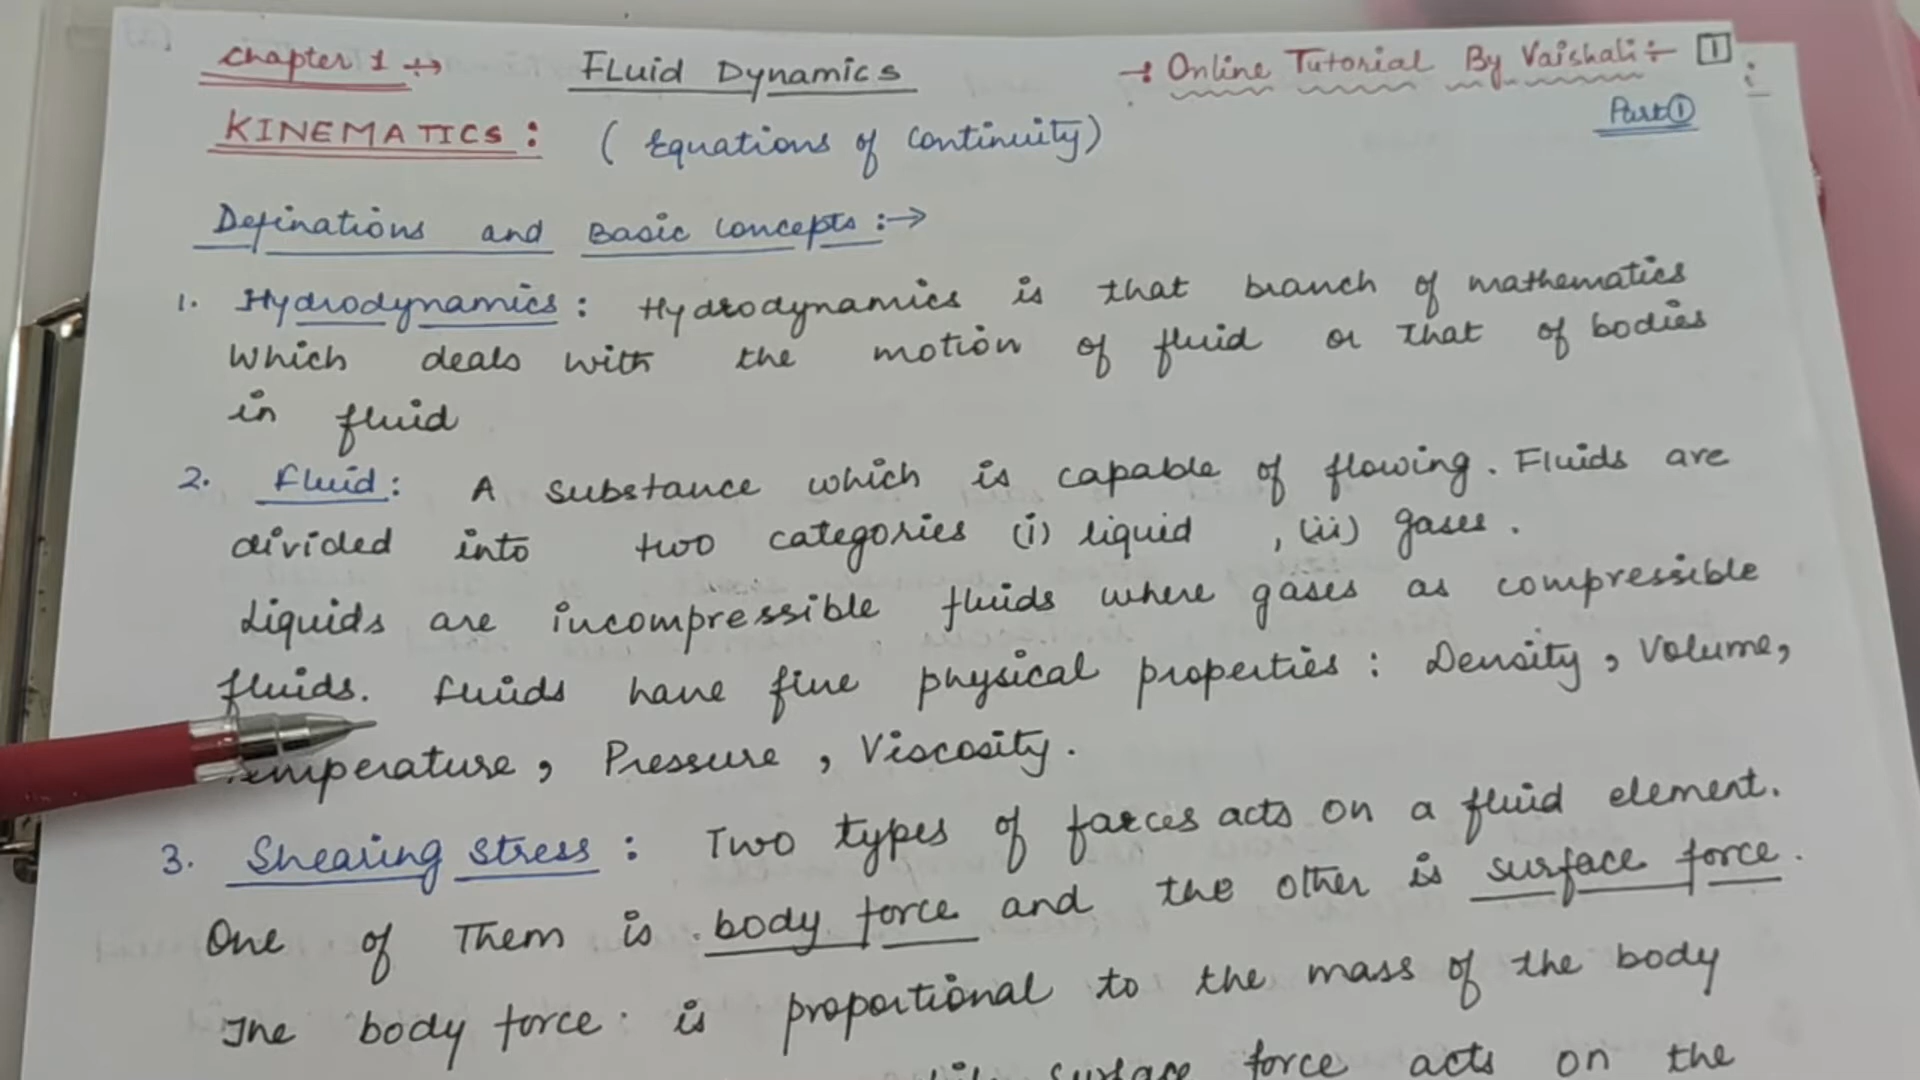 Chapter 1 Fluid Dynamics → Online Tutorial By Vaishali:- 1
KINEMATICS: (Equations of Continuity) Part ①
Definations and Basic Concepts:→
1. Hydrodynamics: Hydrodynamics is that branch of mathematics
which deals with the motion of fluid or that of bodies
in fluid
2. Fluid: A substance which is capable of flowing. Fluids are
divided into two categories (i) liquid , (ii) gases.
Liquids are incompressible fluids where gases as compressible
fluids. Fluids have five physical properties: Density, Volume,
Temperature, Pressure, Viscosity.
3. Shearing stress: Two types of forces acts on a fluid element.
One of Them is body force and the other is surface force.
The body force is proportional to the mass of the body
surface force acts on the